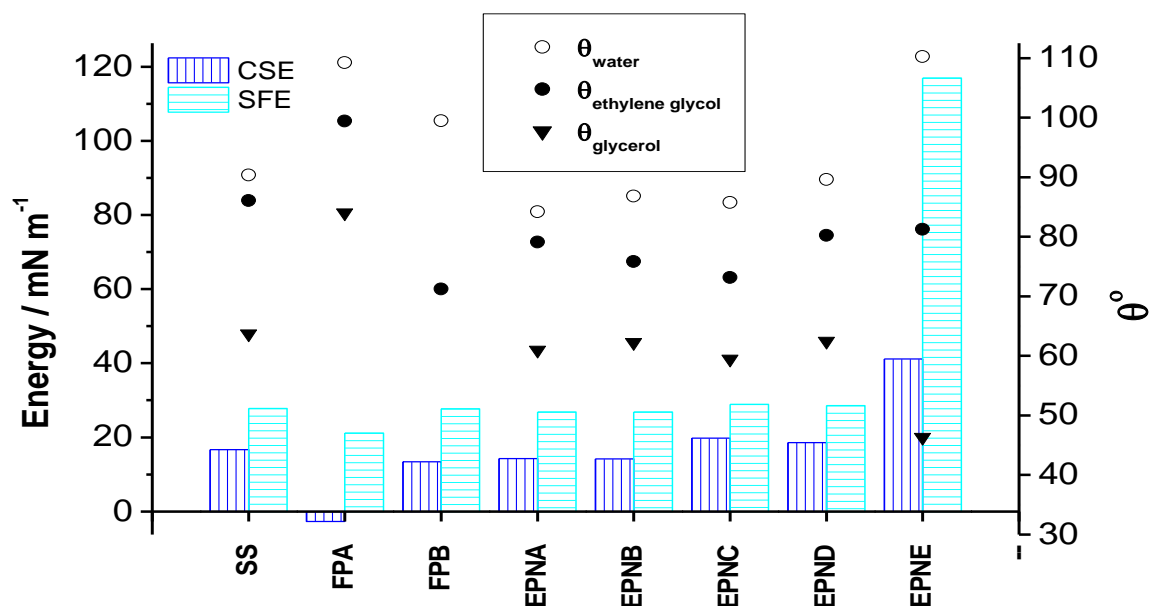 CSE
SFE
θwater
θethylene glycol
θglycerol
Energy / mN m-1
120
100
80
60
40
20
0
110
100
90
80
70
60
50
40
30
θo
SS
FPA
FPB
EPNA
EPNB
EPNC
EPND
EPNE
--